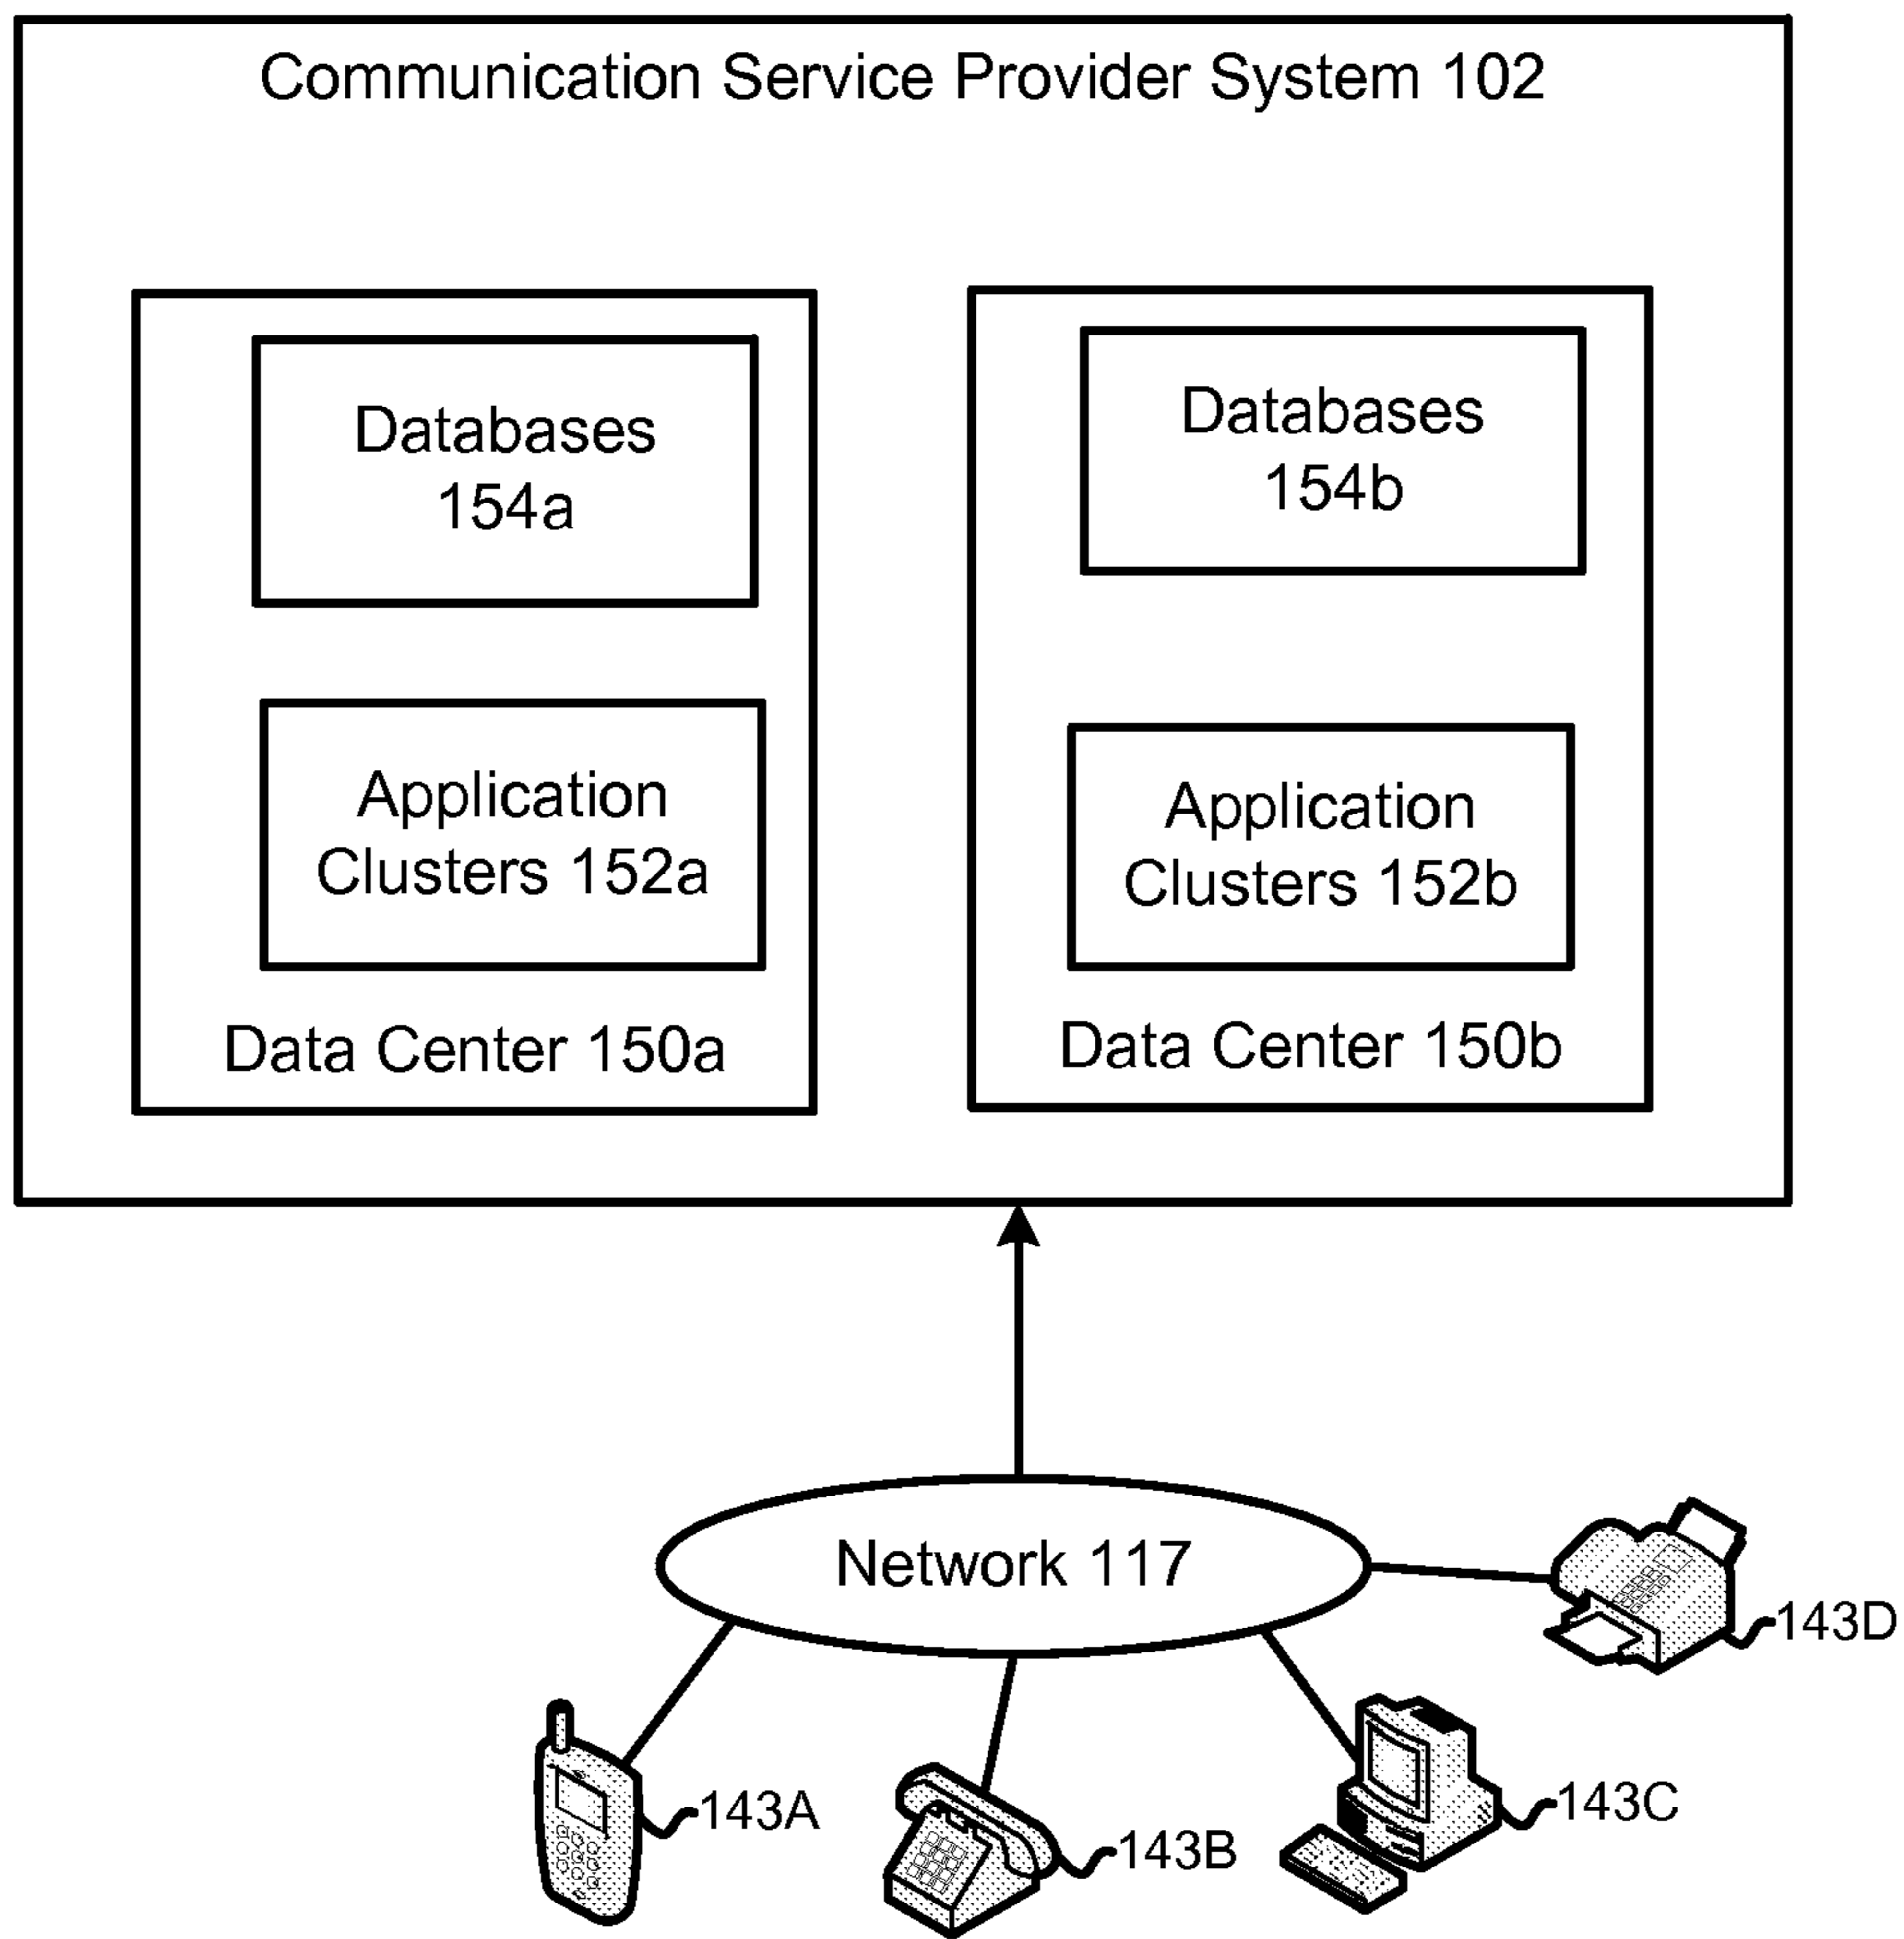 Communication Service Provider System 102
Databases
154a
Application
Clusters 152a
Data Center 150a
Databases
154b
Application
Clusters 152b
Data Center 150b
Network 117
143A
143B
143C
143D